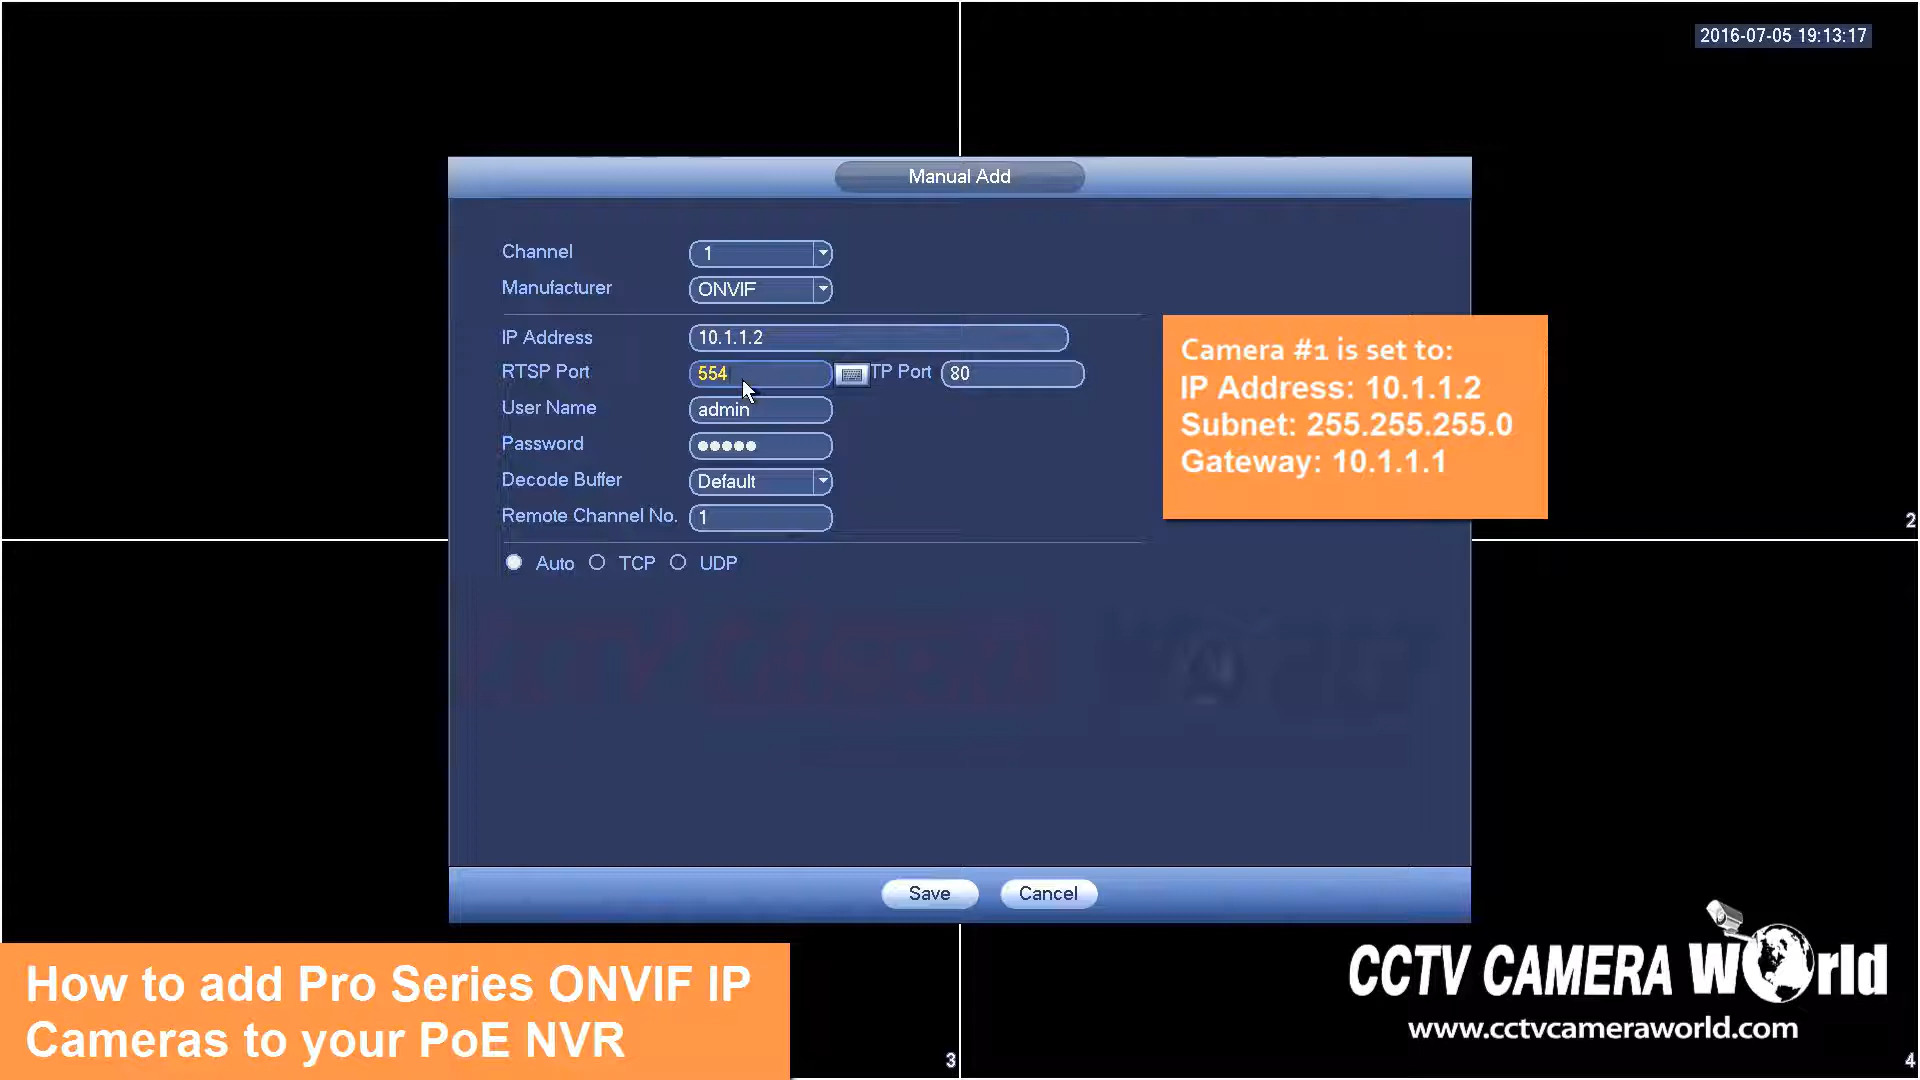 2016-07-05 19:13:17
Manual Add
Channel 1
Manufacturer ONVIF
IP Address 10.1.1.2
RTSP Port 554 TP Port 80
User Name admin
Password ●●●●●
Decode Buffer Default
Remote Channel No. 1
Auto TCP UDP
Camera #1 is set to:
IP Address: 10.1.1.2
Subnet: 255.255.255.0
Gateway: 10.1.1.1
2
Save Cancel
How to add Pro Series ONVIF IP
Cameras to your PoE NVR
3
CCTV CAMERA World
www.cctvcameraworld.com
4